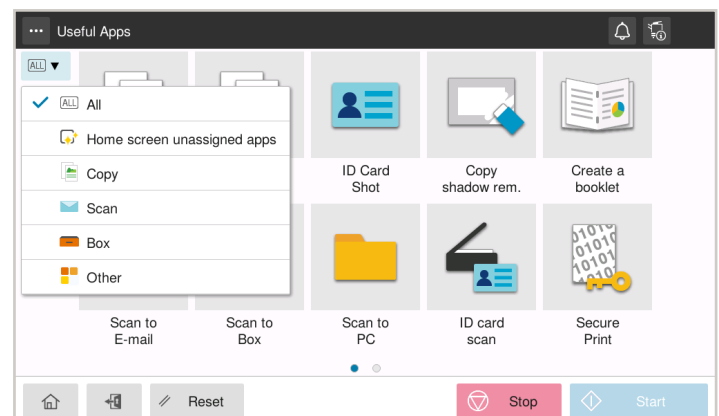 Useful Apps
ALL ▼
ALL All
Home screen unassigned apps
Copy
Scan
Box
Other
ID Card
Shot
Copy
shadow rem.
Create a
booklet
Scan to
E-mail
Scan to
Box
Scan to
PC
ID card
scan
Secure
Print
Reset
Stop
Start